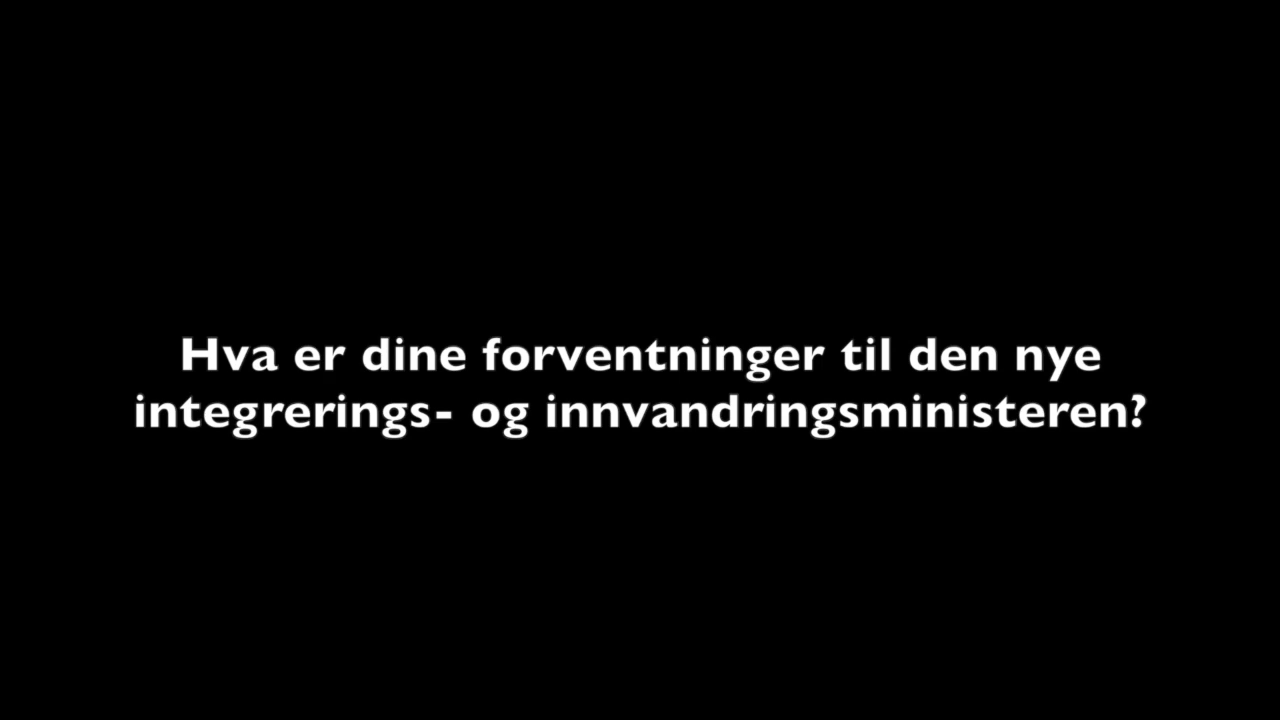 Hva er dine forventninger til den nye
integrerings- og innvandringsministeren?